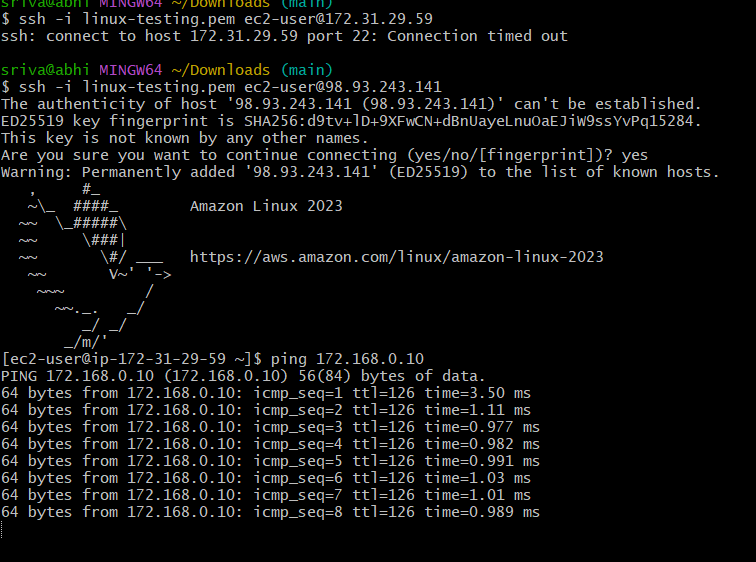 sriva@abhi MINGW64 ~/Downloads (main)
$ ssh -i linux-testing.pem ec2-user@172.31.29.59
ssh: connect to host 172.31.29.59 port 22: Connection timed out

sriva@abhi MINGW64 ~/Downloads (main)
$ ssh -i linux-testing.pem ec2-user@98.93.243.141
The authenticity of host '98.93.243.141 (98.93.243.141)' can't be established.
ED25519 key fingerprint is SHA256:d9tv+lD+9XFwCN+dBnUayeLnuOaEJiW9ssYvPq15284.
This key is not known by any other names.
Are you sure you want to continue connecting (yes/no/[fingerprint])? yes
Warning: Permanently added '98.93.243.141' (ED25519) to the list of known hosts.
   ,     #_
   ~\_  ####_        Amazon Linux 2023
  ~~  \_#####\
  ~~     \###|
  ~~       \#/ ___   https://aws.amazon.com/linux/amazon-linux-2023
   ~~       V~' '->
    ~~~         /
      ~~._.   _/
         _/ _/
       _/m/'
[ec2-user@ip-172-31-29-59 ~]$ ping 172.168.0.10
PING 172.168.0.10 (172.168.0.10) 56(84) bytes of data.
64 bytes from 172.168.0.10: icmp_seq=1 ttl=126 time=3.50 ms
64 bytes from 172.168.0.10: icmp_seq=2 ttl=126 time=1.11 ms
64 bytes from 172.168.0.10: icmp_seq=3 ttl=126 time=0.977 ms
64 bytes from 172.168.0.10: icmp_seq=4 ttl=126 time=0.982 ms
64 bytes from 172.168.0.10: icmp_seq=5 ttl=126 time=0.991 ms
64 bytes from 172.168.0.10: icmp_seq=6 ttl=126 time=1.03 ms
64 bytes from 172.168.0.10: icmp_seq=7 ttl=126 time=1.01 ms
64 bytes from 172.168.0.10: icmp_seq=8 ttl=126 time=0.989 ms